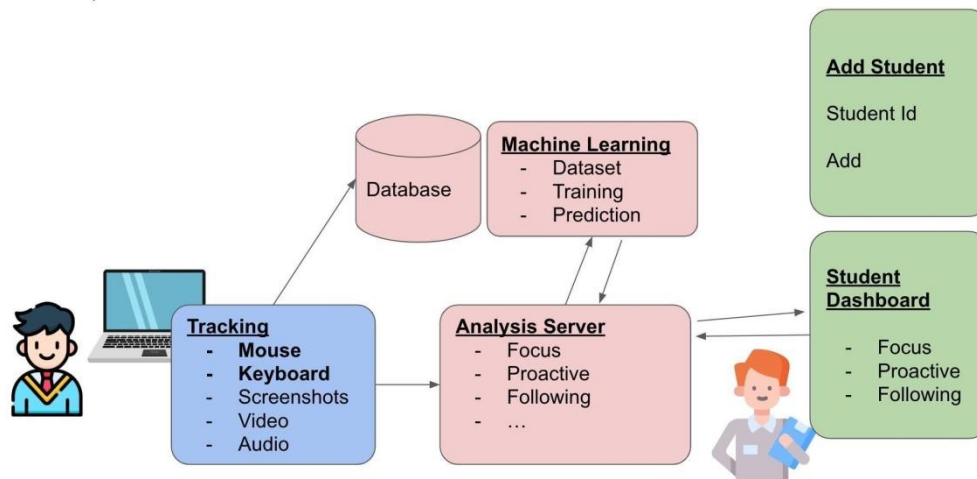 Add Student
Student Id
Add
Database
Machine Learning
- Dataset
- Training
- Prediction
Tracking
- Mouse
- Keyboard
- Screenshots
- Video
- Audio
Analysis Server
- Focus
- Proactive
- Following
- …
Student
Dashboard
- Focus
- Proactive
- Following